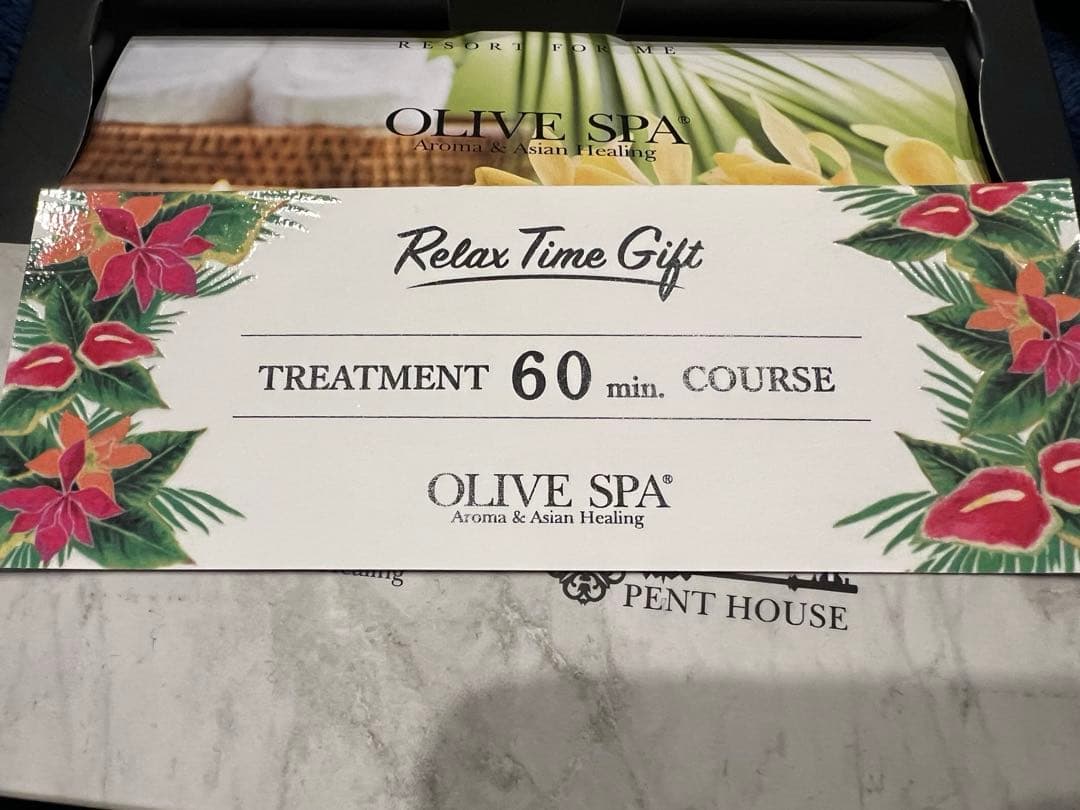 RESORT FOR ME
OLIVE SPA®
Aroma & Asian Healing
Relax Time Gift
TREATMENT 60 min. COURSE
OLIVE SPA®
Aroma & Asian Healing
PENT HOUSE